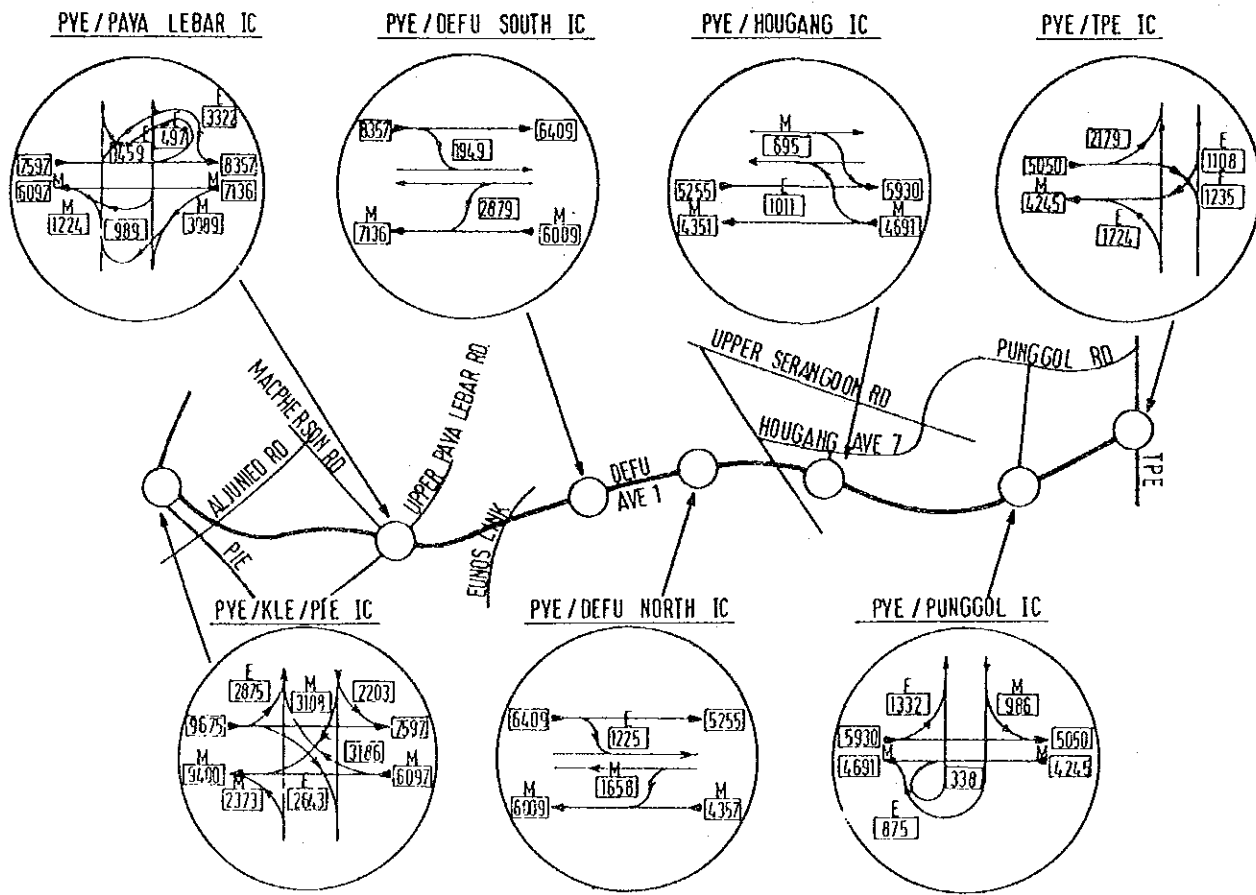 PYE/PAYA LEBAR IC
PYE/DEFU SOUTH IC
PYE/HOUGANG IC
PYE/TPE IC
E
3322
E
497
1459
7597
8357
6097
M
M
7136
M
1224
989
M
3909
8357
6409
1949
2879
M
7136
M
6009
M
695
5255
5930
E
1011
M
4351
M
4691
2179
5050
E
1108
E
1235
M
4245
E
1724
MACPHERSON RD
ALJUNIED RD
PIE
UPPER PAYA LEBAR RD.
EUNOS LINK
DEFU
AVE 1
UPPER SERANGOON RD
HOUGANG AVE 7
PUNGGOL RD
TPE
PYE/KLE/PIE IC
PYE/DEFU NORTH IC
PYE/PUNGGOL IC
E
2875
M
3109
2203
9675
7597
3186
M
9400
M
6097
M
2373
E
2643
6409
5255
E
1225
M
1658
M
6009
M
4357
E
1332
M
986
5930
5050
M
4691
M
4245
338
E
875